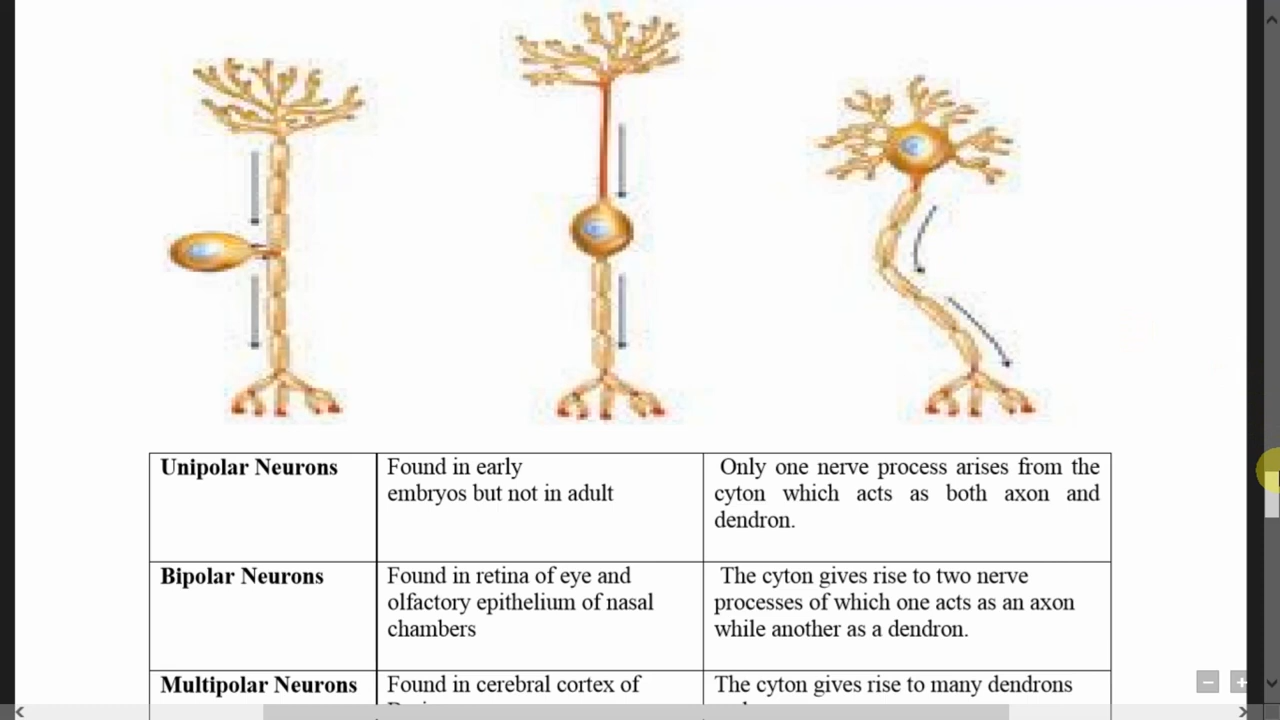 Unipolar Neurons
Found in early
embryos but not in adult
Only one nerve process arises from the
cyton which acts as both axon and
dendron.
Bipolar Neurons
Found in retina of eye and
olfactory epithelium of nasal
chambers
The cyton gives rise to two nerve
processes of which one acts as an axon
while another as a dendron.
Multipolar Neurons
Found in cerebral cortex of
The cyton gives rise to many dendrons